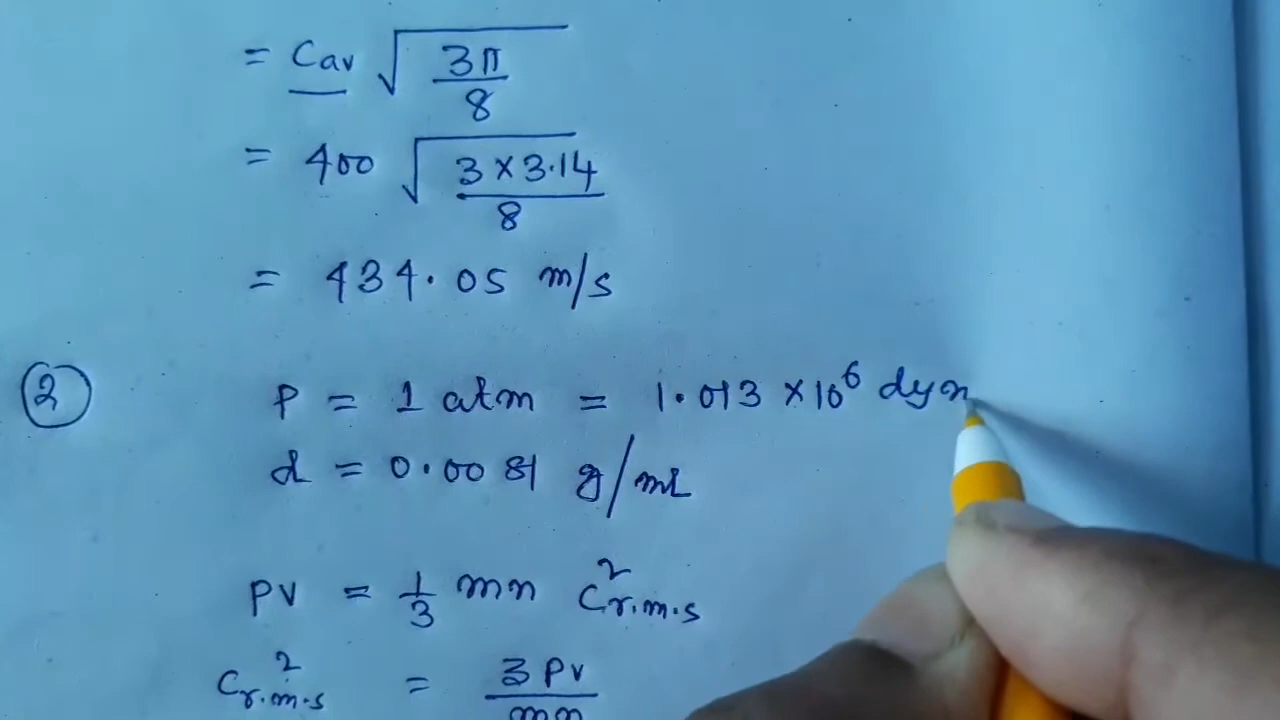 = Cav √(3π/8)
= 400 √(3×3.14/8)
= 434.05 m/s
② P = 1 atm = 1.013 ×10⁶ dyn
d = 0.0081 g/mL
PV = 1/3 mn C²r.m.s
C²r.m.s = 3PV/mn